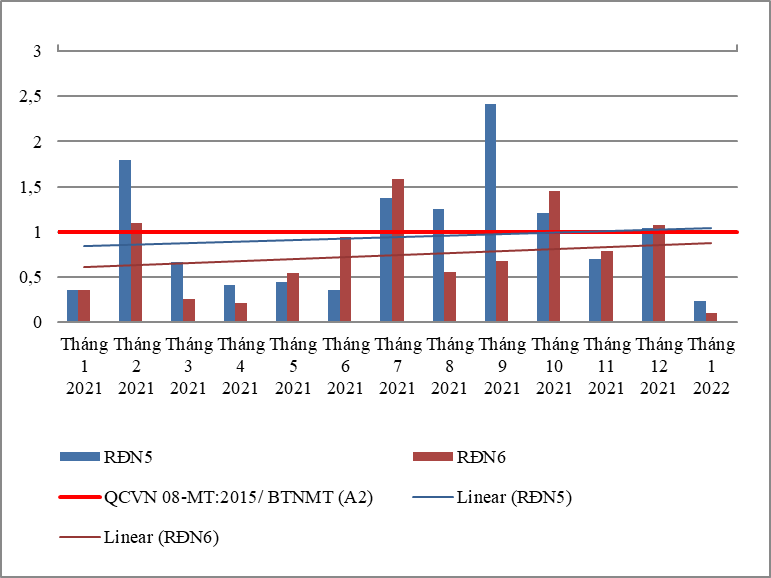 3
2,5
2
1,5
1
0,5
0
Tháng Tháng Tháng Tháng Tháng Tháng Tháng Tháng Tháng Tháng Tháng Tháng Tháng
1 2 3 4 5 6 7 8 9 10 11 12 1
2021 2021 2021 2021 2021 2021 2021 2021 2021 2021 2021 2021 2022
RĐN5 RĐN6
QCVN 08-MT:2015/ BTNMT (A2) Linear (RĐN5)
Linear (RĐN6)